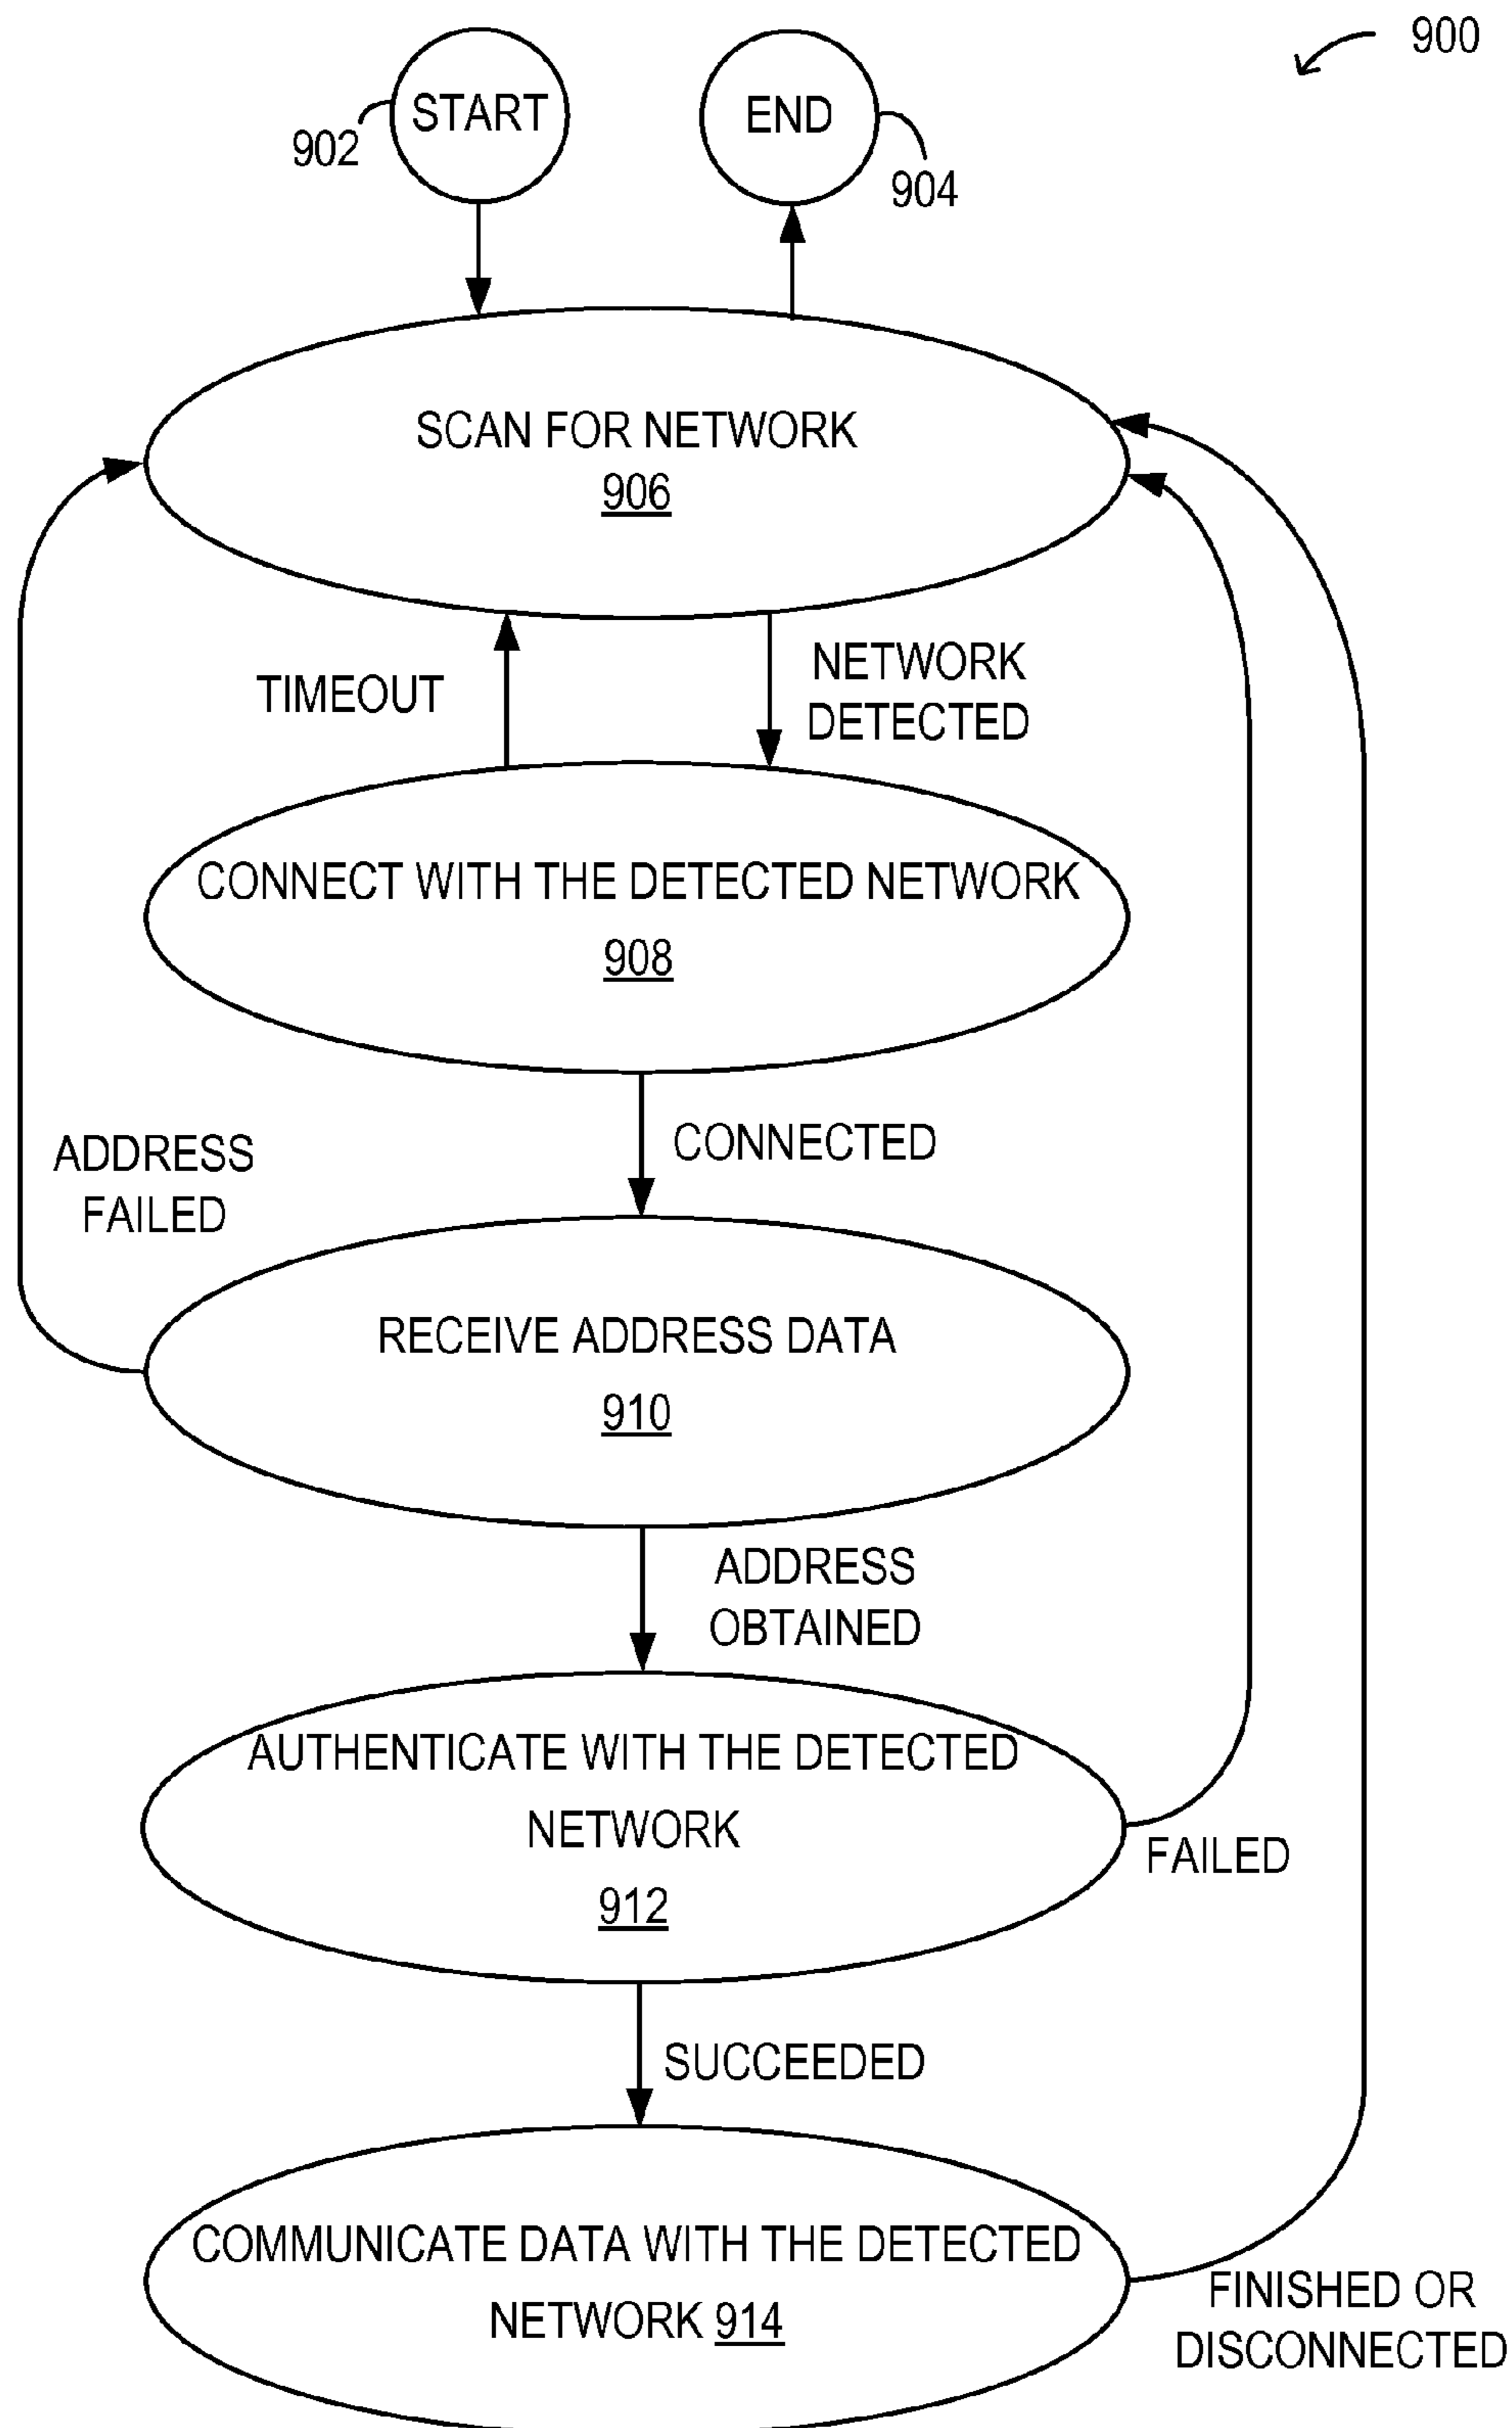 900
START
902
END
904
SCAN FOR NETWORK
906
TIMEOUT
NETWORK
DETECTED
CONNECT WITH THE DETECTED NETWORK
908
CONNECTED
ADDRESS
FAILED
RECEIVE ADDRESS DATA
910
ADDRESS
OBTAINED
AUTHENTICATE WITH THE DETECTED
NETWORK
912
FAILED
SUCCEEDED
COMMUNICATE DATA WITH THE DETECTED
NETWORK 914
FINISHED OR
DISCONNECTED